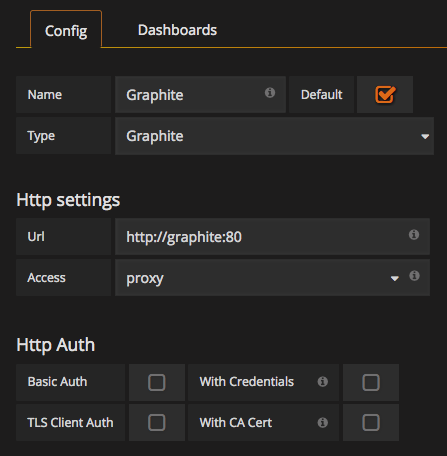 Config Dashboards
Name Graphite Default
Type Graphite
Http settings
Url http://graphite:80
Access proxy
Http Auth
Basic Auth With Credentials
TLS Client Auth With CA Cert